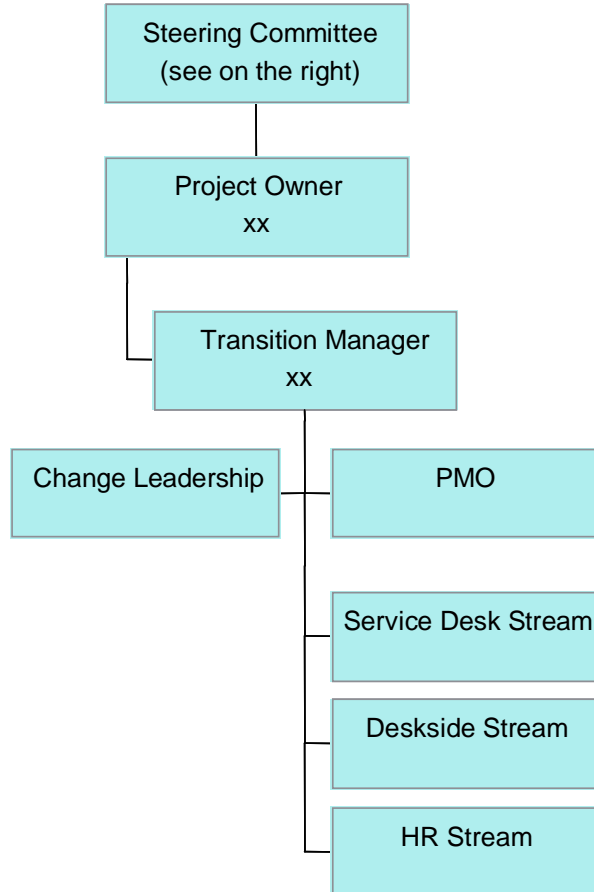 Steering Committee
(see on the right)
Project Owner
xx
Transition Manager
xx
Change Leadership
PMO
Service Desk Stream
Deskside Stream
HR Stream